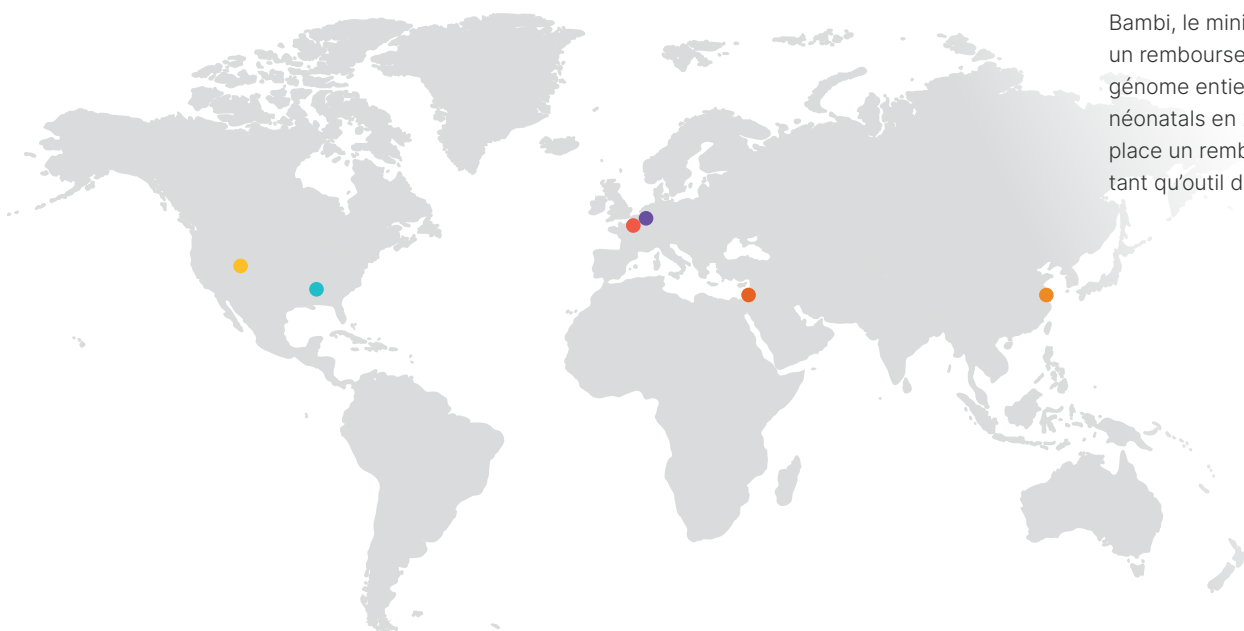 Bambi, le mini
un rembourse
génome entie
néonatals en
place un remb
tant qu'outil d